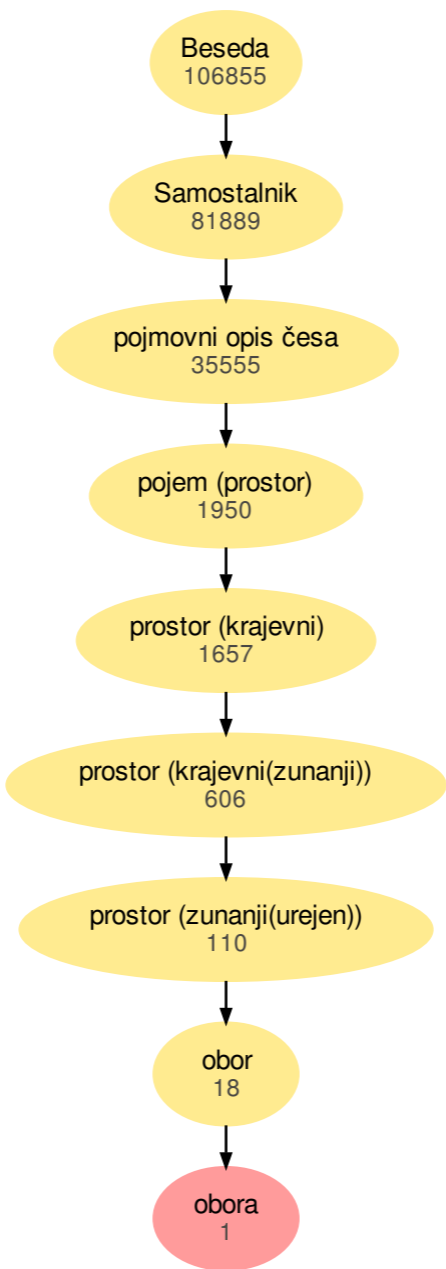 Beseda
106855
Samostalnik
81889
pojmovni opis česa
35555
pojem (prostor)
1950
prostor (krajevni)
1657
prostor (krajevni(zunanji))
606
prostor (zunanji(urejen))
110
obor
18
obora
1